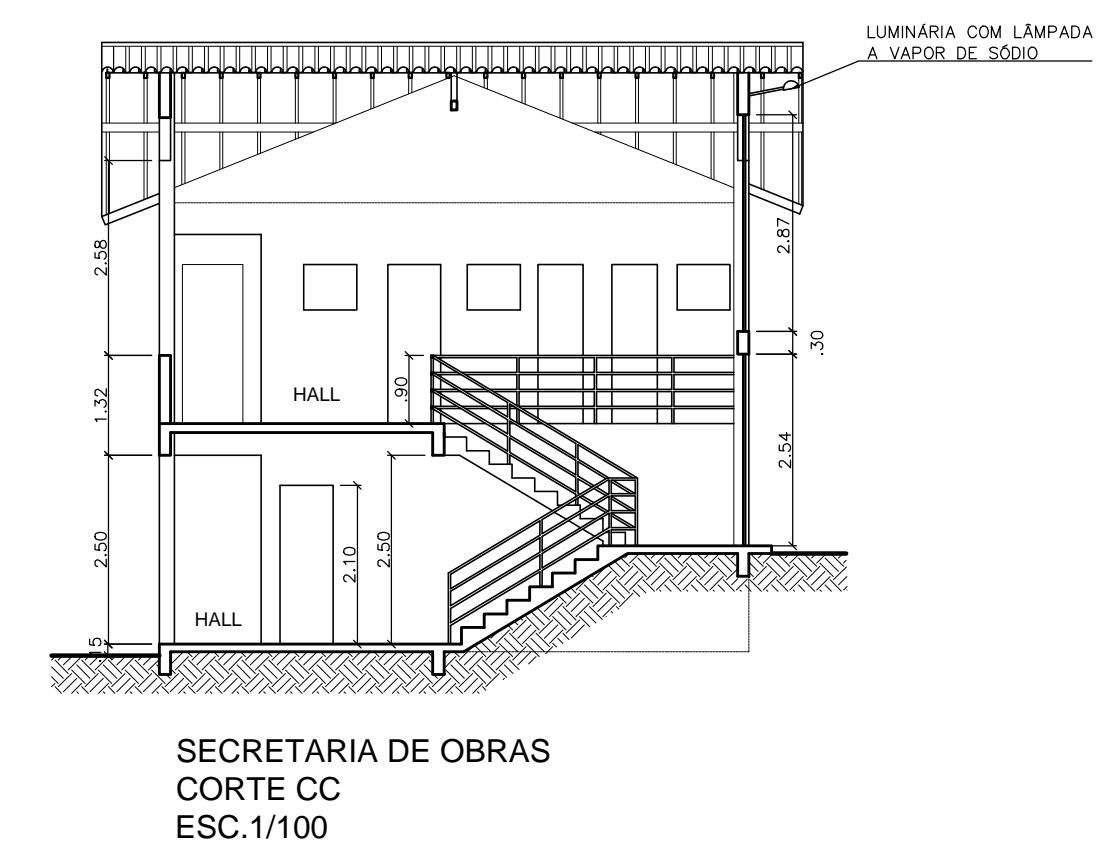 LUMINÁRIA COM LÂMPADA
A VAPOR DE SÓDIO
2.58
2.87
.30
1.32
HALL
.90
2.54
2.50
2.10
2.50
HALL
.15
SECRETARIA DE OBRAS
CORTE CC
ESC.1/100